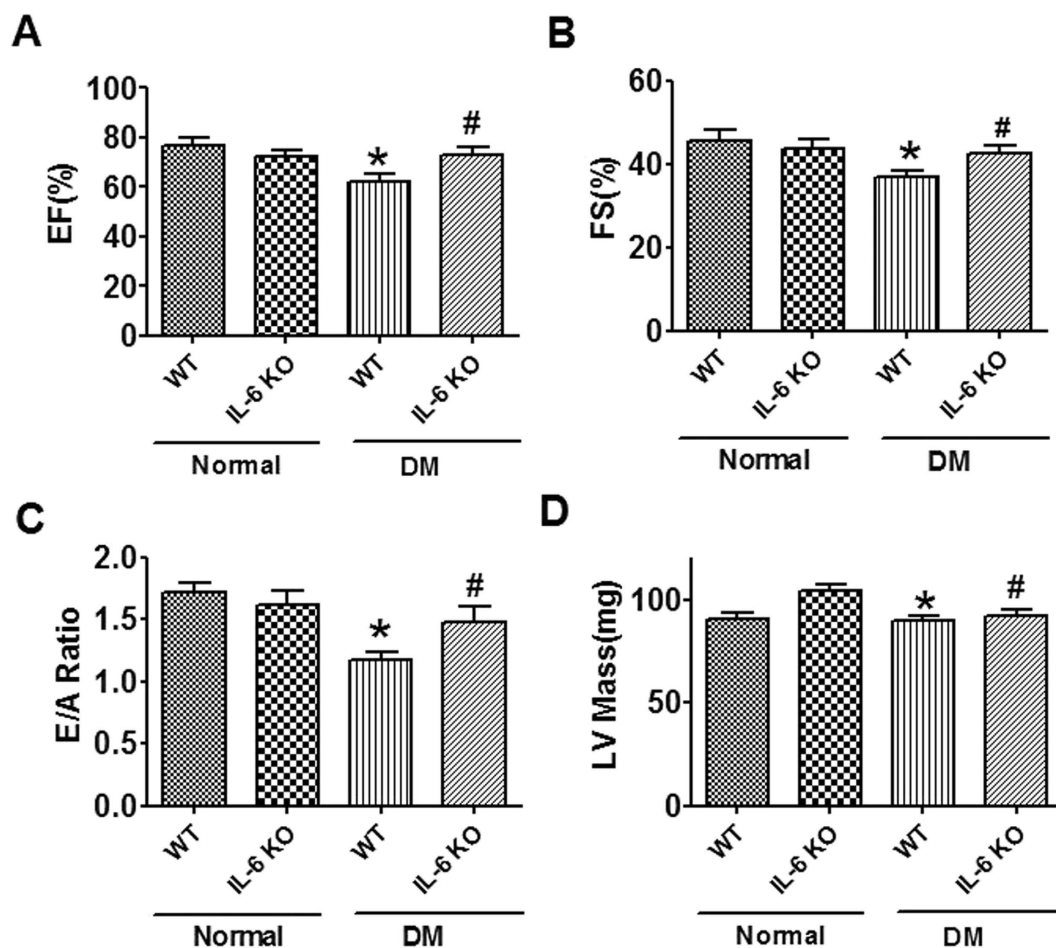 A
EF(%)
100
80
60
40
20
0
*
#
WT
IL-6 KO
WT
IL-6 KO
Normal
DM
B
FS(%)
60
40
20
0
*
#
WT
IL-6 KO
WT
IL-6 KO
Normal
DM
C
E/A Ratio
2.0
1.5
1.0
0.5
0.0
*
#
WT
IL-6 KO
WT
IL-6 KO
Normal
DM
D
LV Mass(mg)
100
50
0
*
#
WT
IL-6 KO
WT
IL-6 KO
Normal
DM